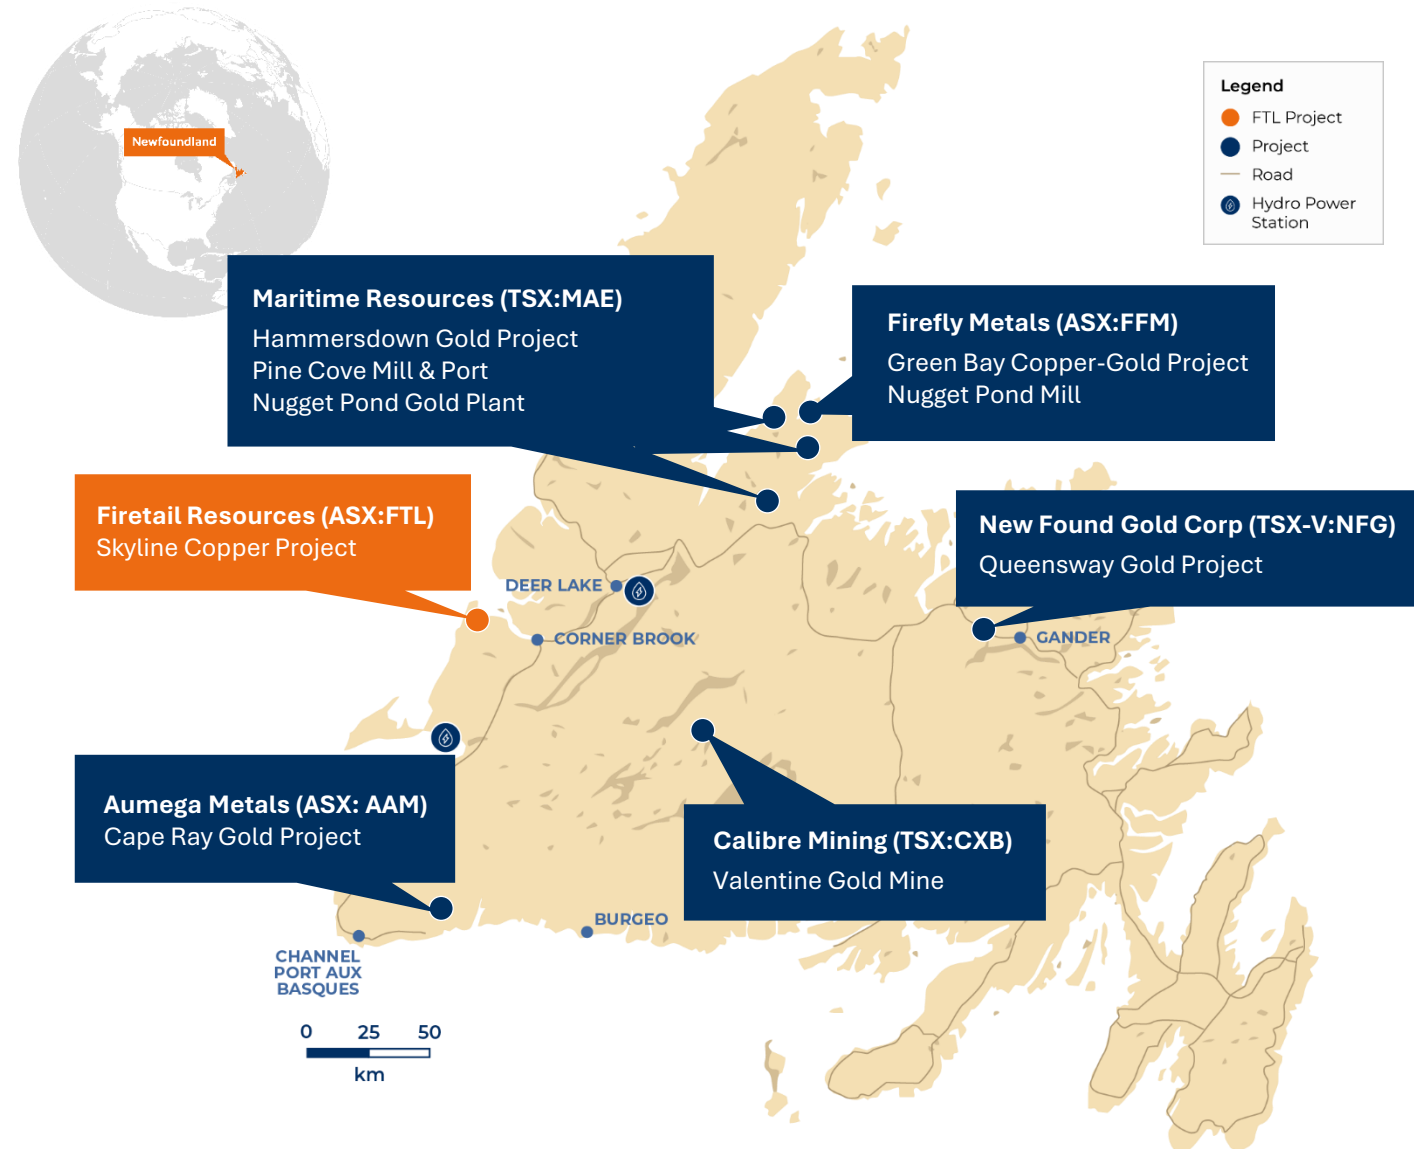 Newfoundland
Legend
FTL Project
Project
Road
Hydro Power
Station
Maritime Resources (TSX:MAE)
Hammersdown Gold Project
Pine Cove Mill & Port
Nugget Pond Gold Plant
Firefly Metals (ASX:FFM)
Green Bay Copper-Gold Project
Nugget Pond Mill
Firetail Resources (ASX:FTL)
Skyline Copper Project
New Found Gold Corp (TSX-V:NFG)
Queensway Gold Project
DEER LAKE
CORNER BROOK
GANDER
Aumega Metals (ASX: AAM)
Cape Ray Gold Project
Calibre Mining (TSX:CXB)
Valentine Gold Mine
BURGEO
CHANNEL
PORT AUX
BASQUES
0 25 50
km